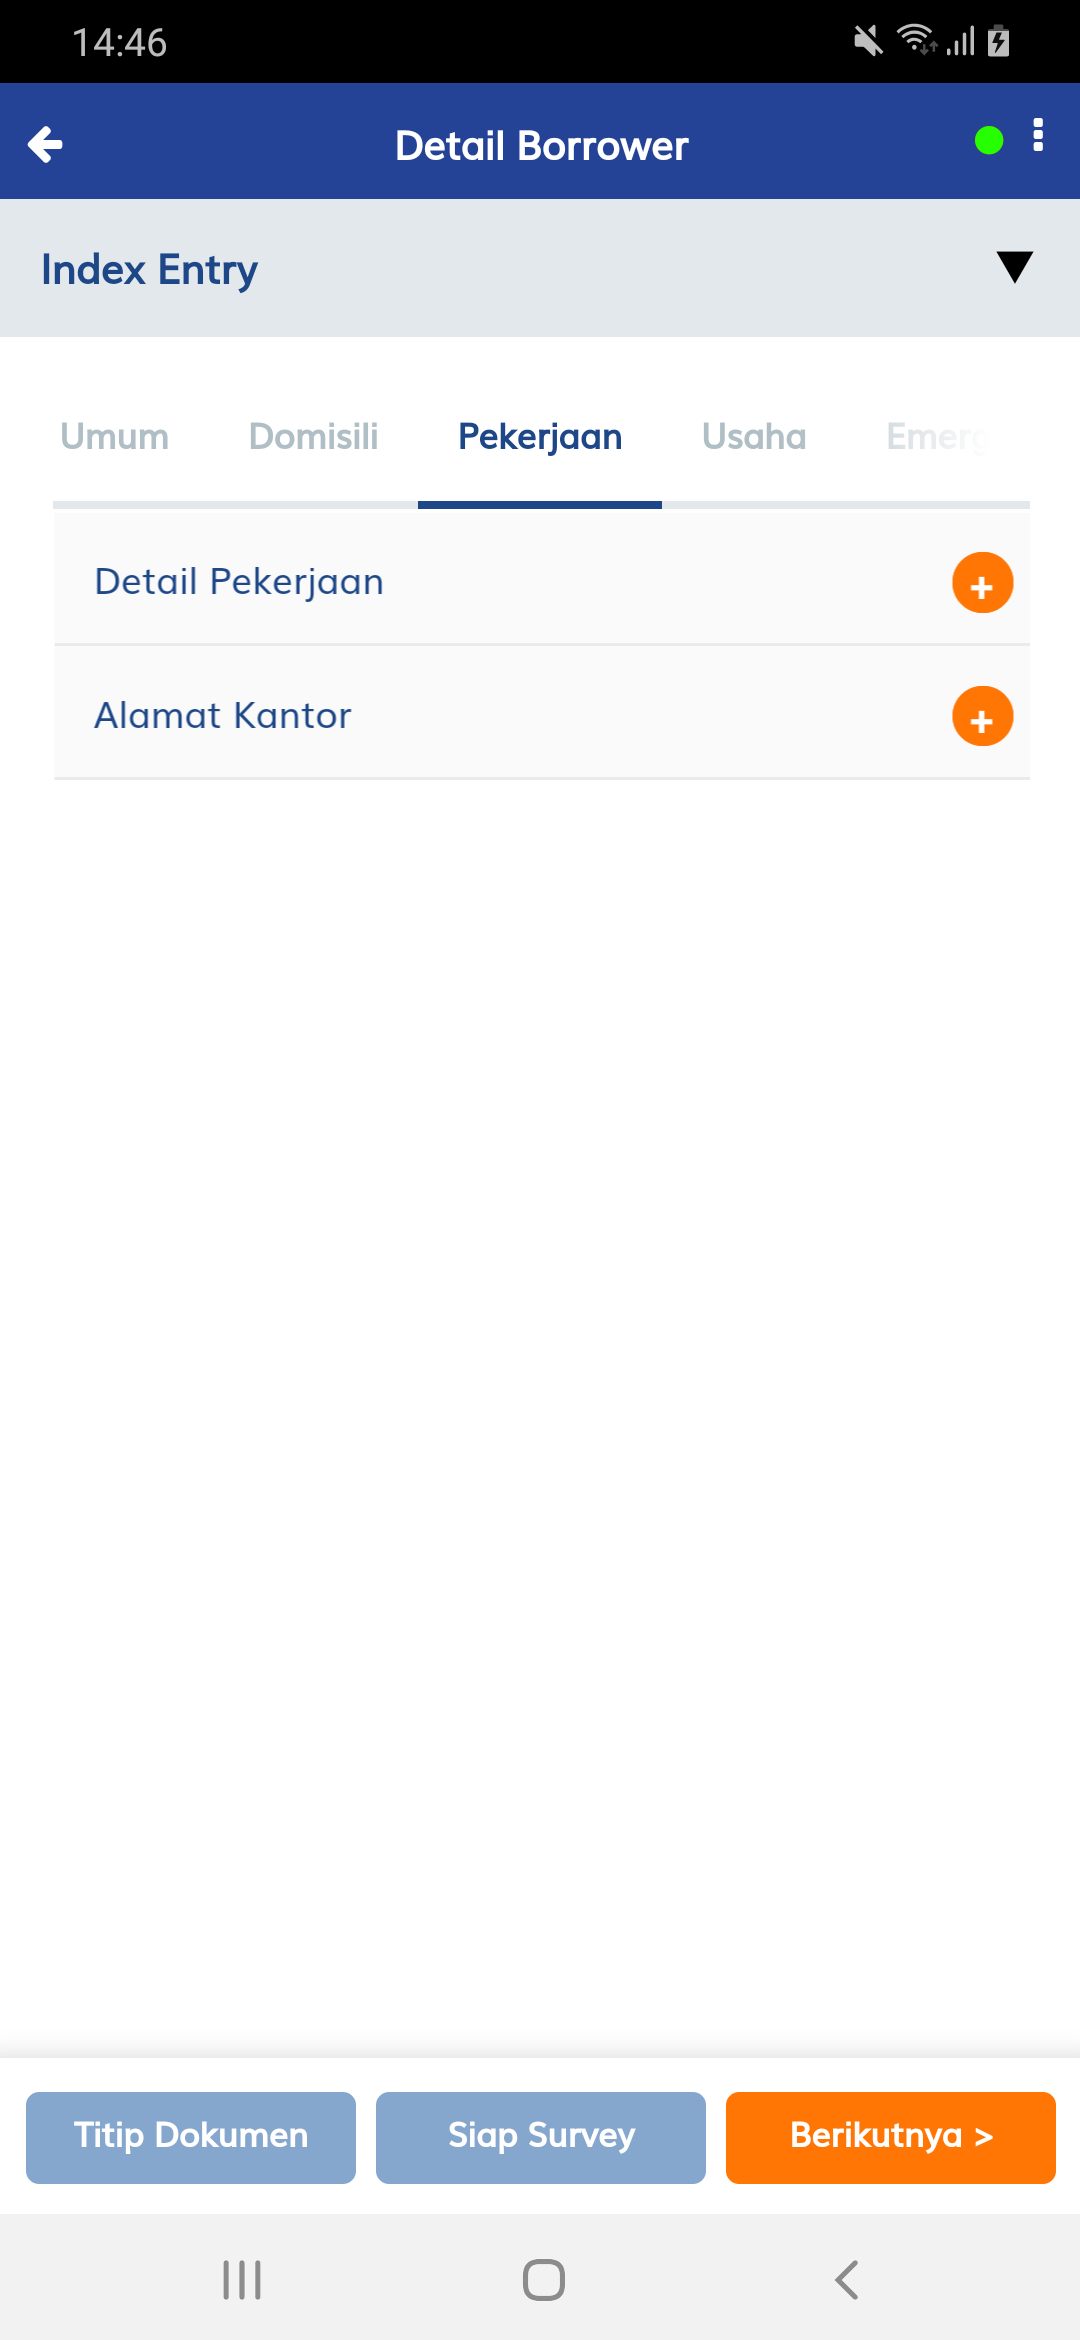 14:46
Detail Borrower
Index Entry
Umum Domisili Pekerjaan Usaha Emerg
Detail Pekerjaan
+
Alamat Kantor
+
Titip Dokumen Siap Survey Berikutnya >